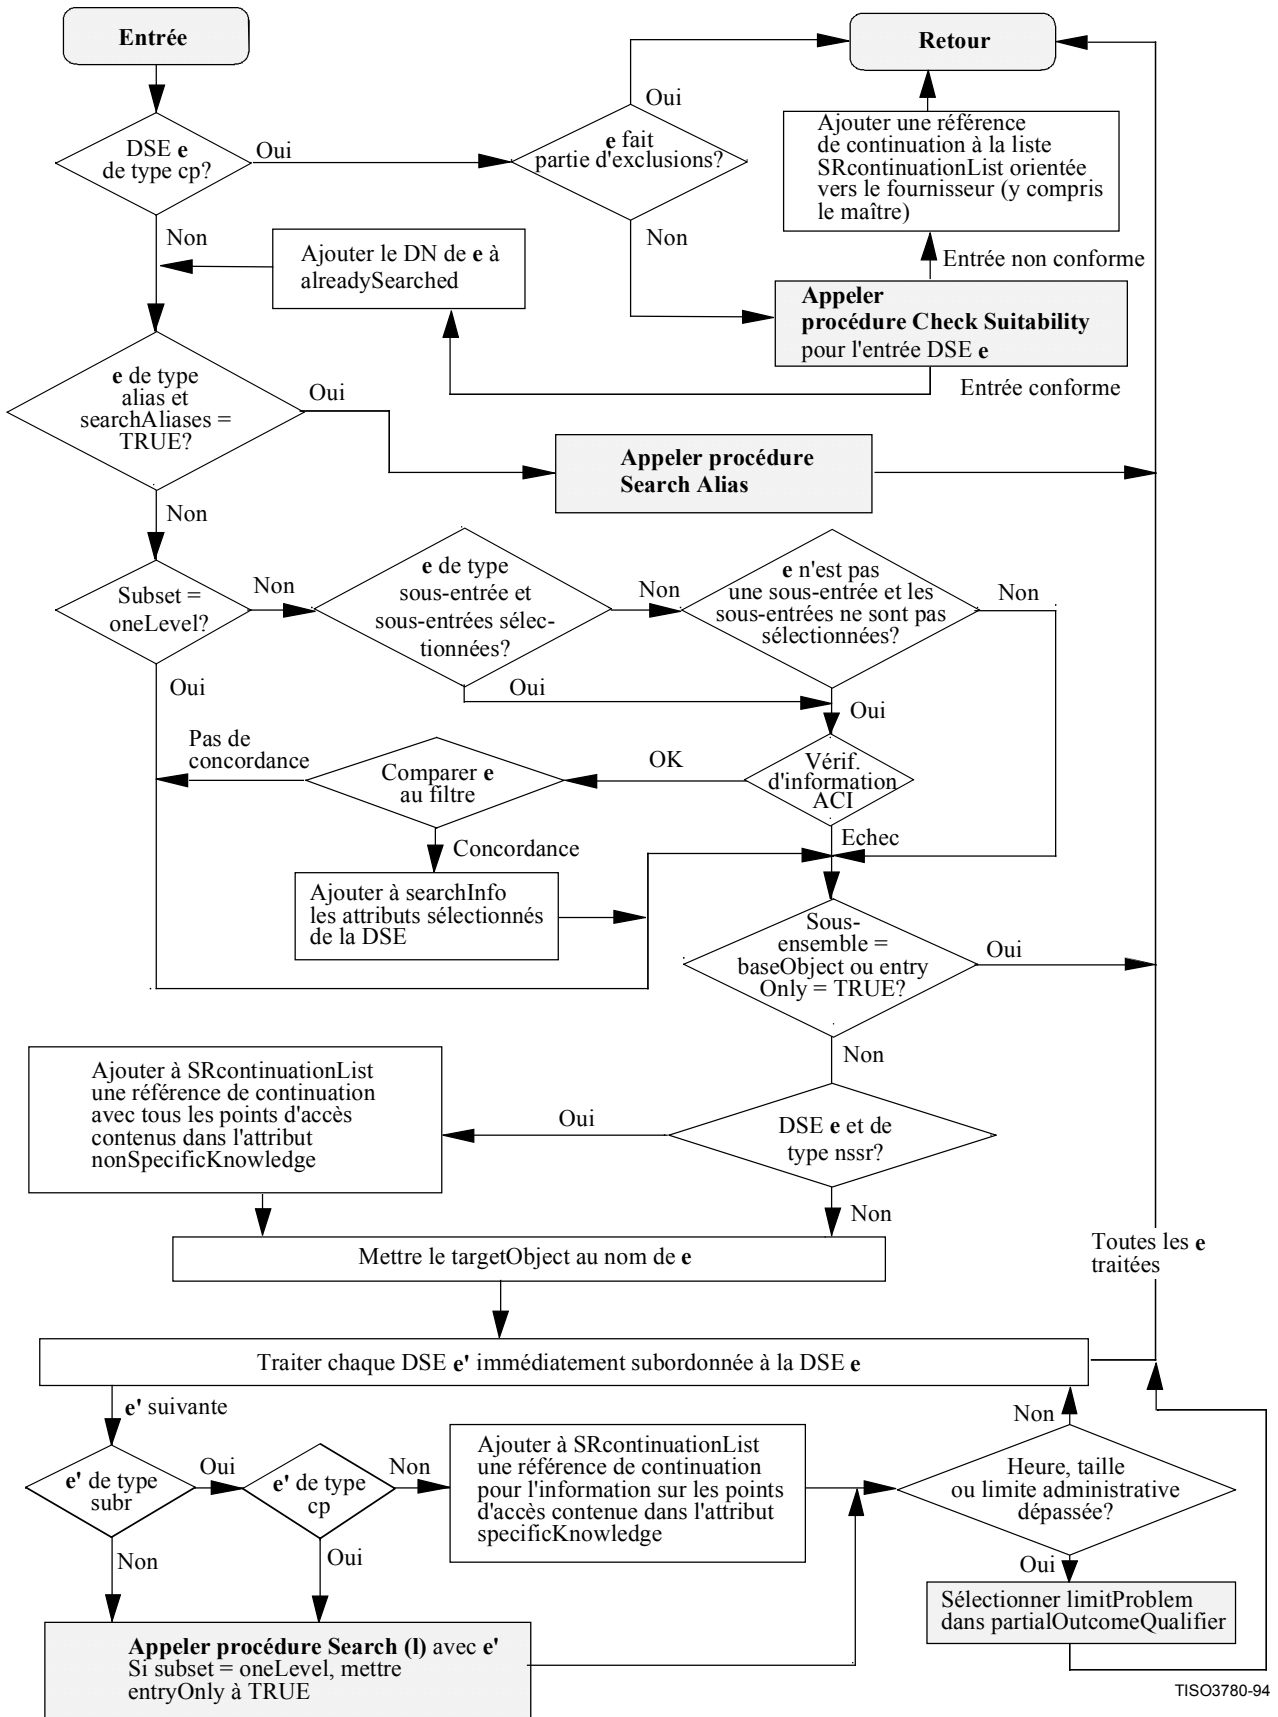 Entrée
Retour
DSE e
de type cp?
Oui
e fait
partie d'exclusions?
Oui
Non
Ajouter une référence
de continuation à la liste
SRcontinuationList orientée
vers le fournisseur (y compris
le maître)
Non
Ajouter le DN de e à
alreadySearched
Entrée non conforme
Appeler
procédure Check Suitability
pour l'entrée DSE e
Entrée conforme
e de type
alias et
searchAliases =
TRUE?
Oui
Appeler procédure
Search Alias
Non
Subset =
oneLevel?
Non
e de type
sous-entrée et
sous-entrées sélec-
tionnées?
Non
e n'est pas
une sous-entrée et les
sous-entrées ne sont pas
sélectionnées?
Non
Oui
Oui
Oui
Pas de
concordance
Comparer e
au filtre
OK
Vérif.
d'information
ACI
Concordance
Echec
Ajouter à searchInfo
les attributs sélectionnés
de la DSE
Sous-
ensemble =
baseObject ou entry
Only = TRUE?
Oui
Non
Ajouter à SRcontinuationList
une référence de continuation
avec tous les points d'accès
contenus dans l'attribut
nonSpecificKnowledge
Oui
DSE e et de
type nssr?
Non
Mettre le targetObject au nom de e
Toutes les e
traitées
Traiter chaque DSE e' immédiatement subordonnée à la DSE e
e' suivante
Non
e' de type
subr
Oui
e' de type
cp
Non
Ajouter à SRcontinuationList
une référence de continuation
pour l'information sur les points
d'accès contenue dans l'attribut
specificKnowledge
Heure, taille
ou limite administrative
dépassée?
Non
Oui
Oui
Sélectionner limitProblem
dans partialOutcomeQualifier
Appeler procédure Search (l) avec e'
Si subset = oneLevel, mettre
entryOnly à TRUE
TISO3780-94